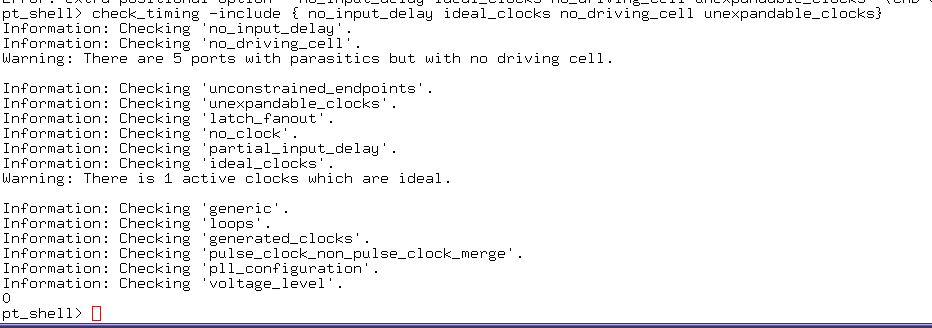 Error: extra positional option no_input_delay ideal_clocks no_driving_cell unexpandable_clocks
pt_shell> check_timing -include { no_input_delay ideal_clocks no_driving_cell unexpandable_clocks}
Information: Checking 'no_input_delay'.
Information: Checking 'no_driving_cell'.
Warning: There are 5 ports with parasitics but with no driving cell.
Information: Checking 'unconstrained_endpoints'.
Information: Checking 'unexpandable_clocks'.
Information: Checking 'latch_fanout'.
Information: Checking 'no_clock'.
Information: Checking 'partial_input_delay'.
Information: Checking 'ideal_clocks'.
Warning: There is 1 active clocks which are ideal.
Information: Checking 'generic'.
Information: Checking 'loops'.
Information: Checking 'generated_clocks'.
Information: Checking 'pulse_clock_non_pulse_clock_merge'.
Information: Checking 'pll_configuration'.
Information: Checking 'voltage_level'.
0
pt_shell>